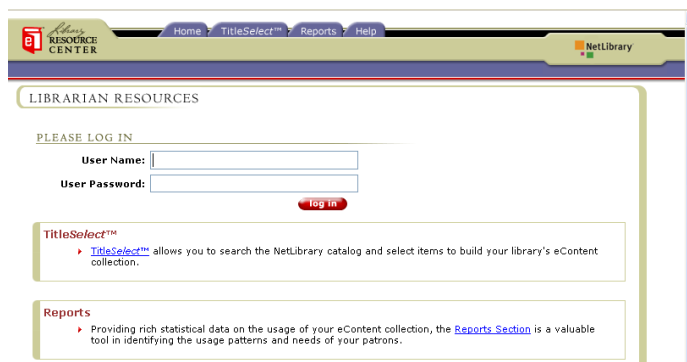 Library
RESOURCE
CENTER
Home TitleSelect™ Reports Help
NetLibrary
LIBRARIAN RESOURCES
PLEASE LOG IN
User Name:
User Password:
log in
TitleSelect™
TitleSelect™ allows you to search the NetLibrary catalog and select items to build your library's eContent
collection.
Reports
Providing rich statistical data on the usage of your eContent collection, the Reports Section is a valuable
tool in identifying the usage patterns and needs of your patrons.